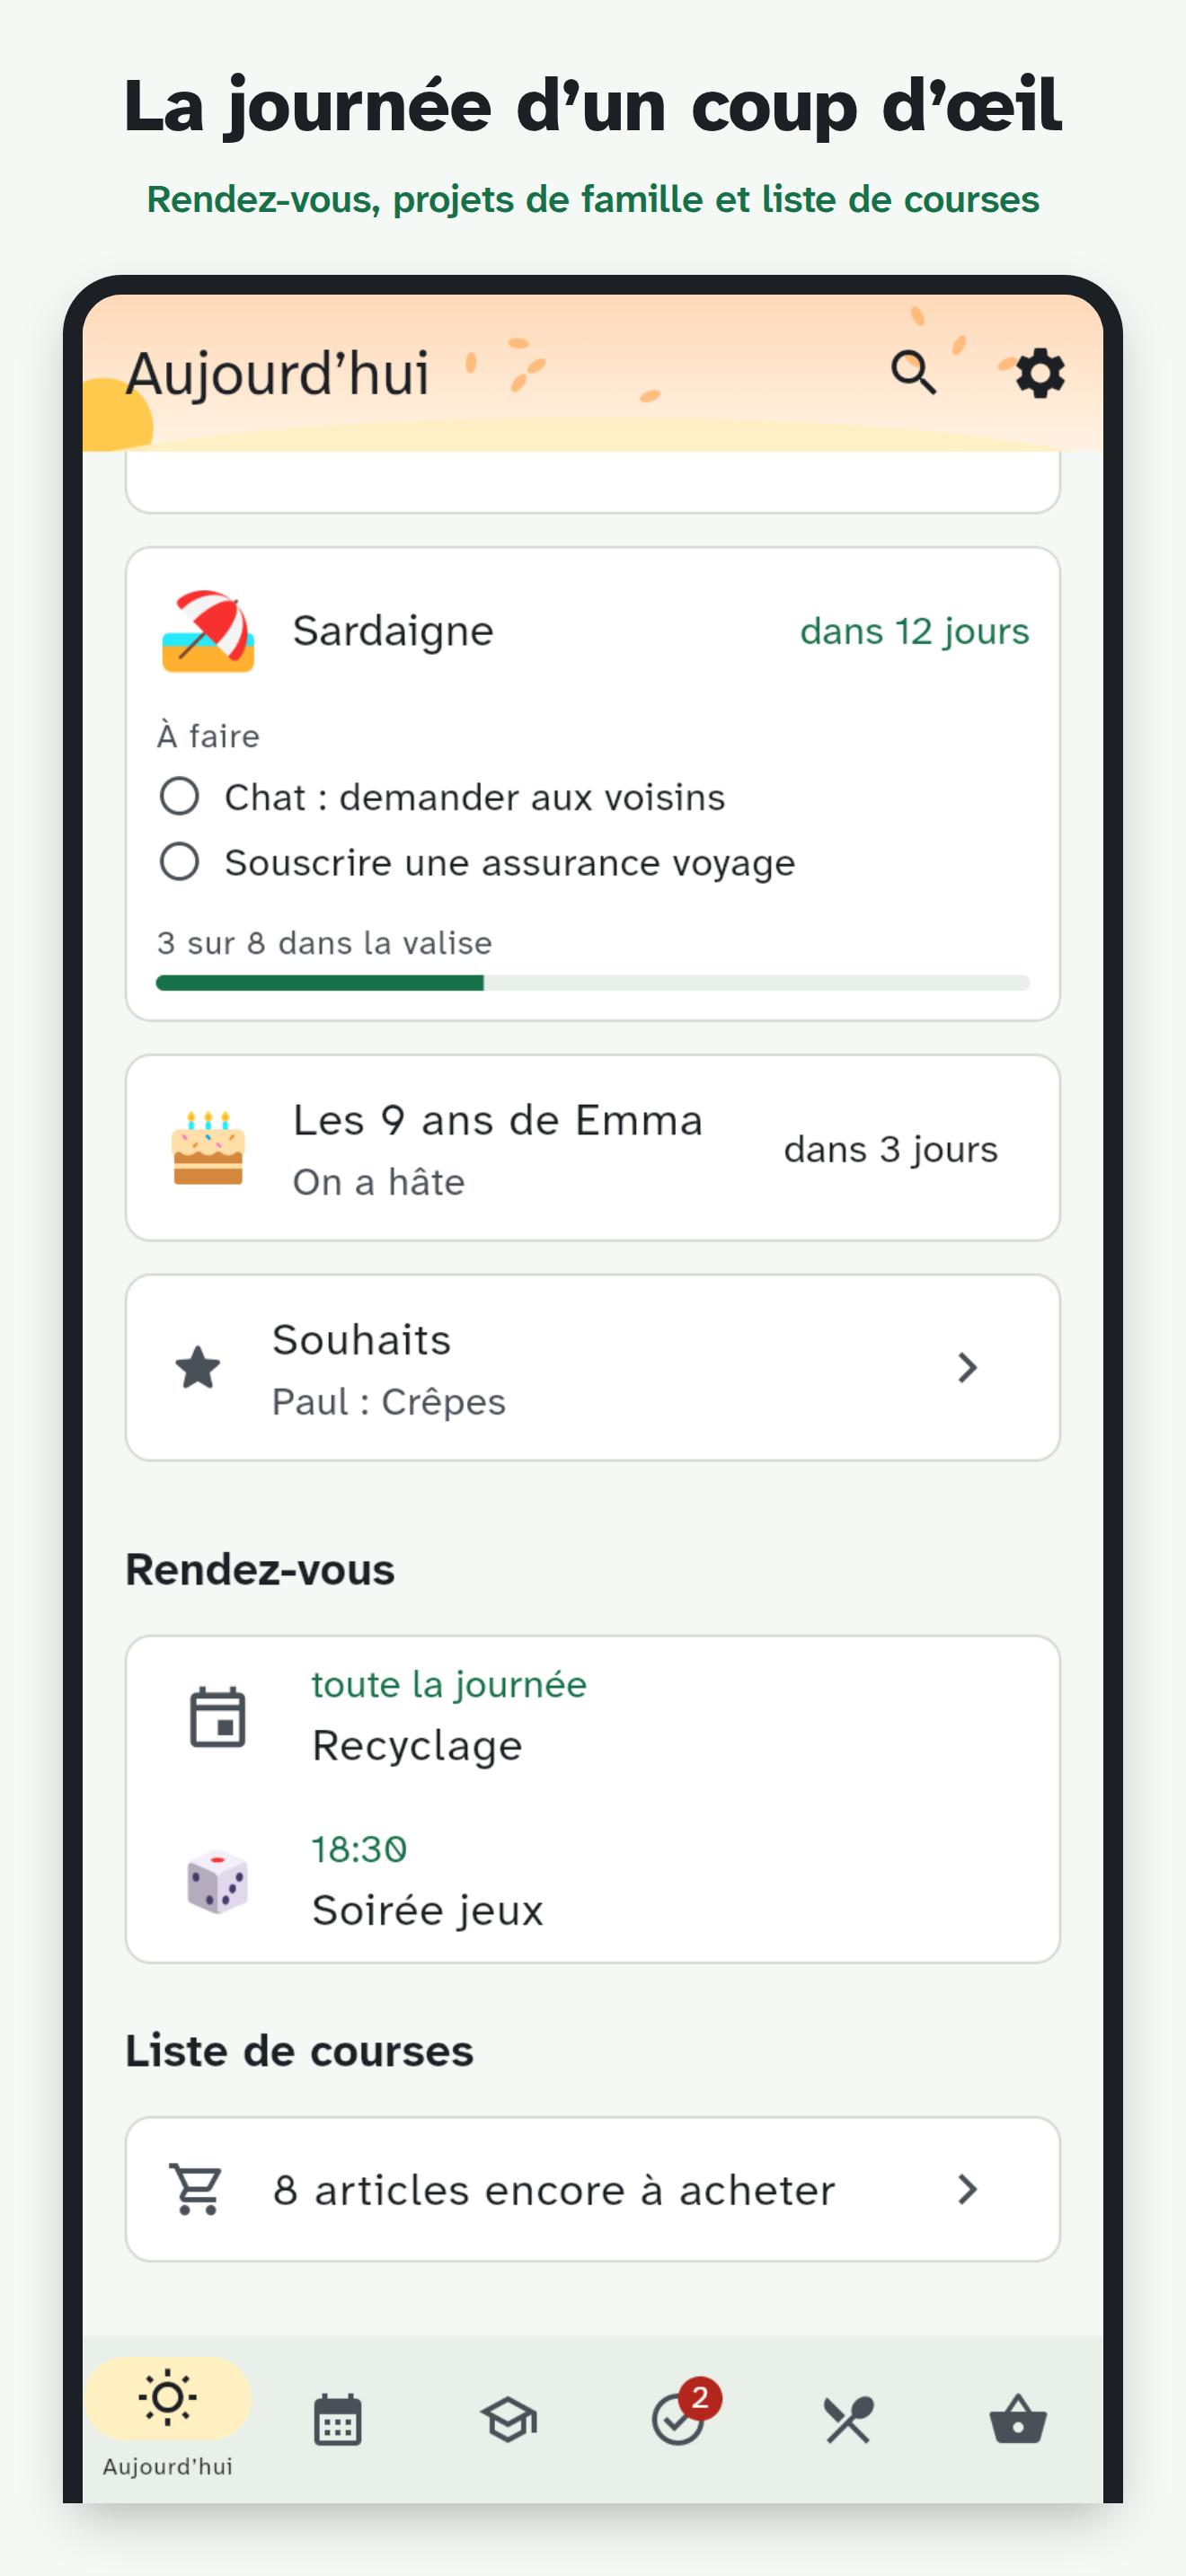 La journée d’un coup d’œil
Rendez-vous, projets de famille et liste de courses
Aujourd’hui
Sardaigne
dans 12 jours
À faire
Chat : demander aux voisins
Souscrire une assurance voyage
3 sur 8 dans la valise
Les 9 ans de Emma
On a hâte
dans 3 jours
Souhaits
Paul : Crêpes
Rendez-vous
toute la journée
Recyclage
18:30
Soirée jeux
Liste de courses
8 articles encore à acheter
2
Aujourd’hui